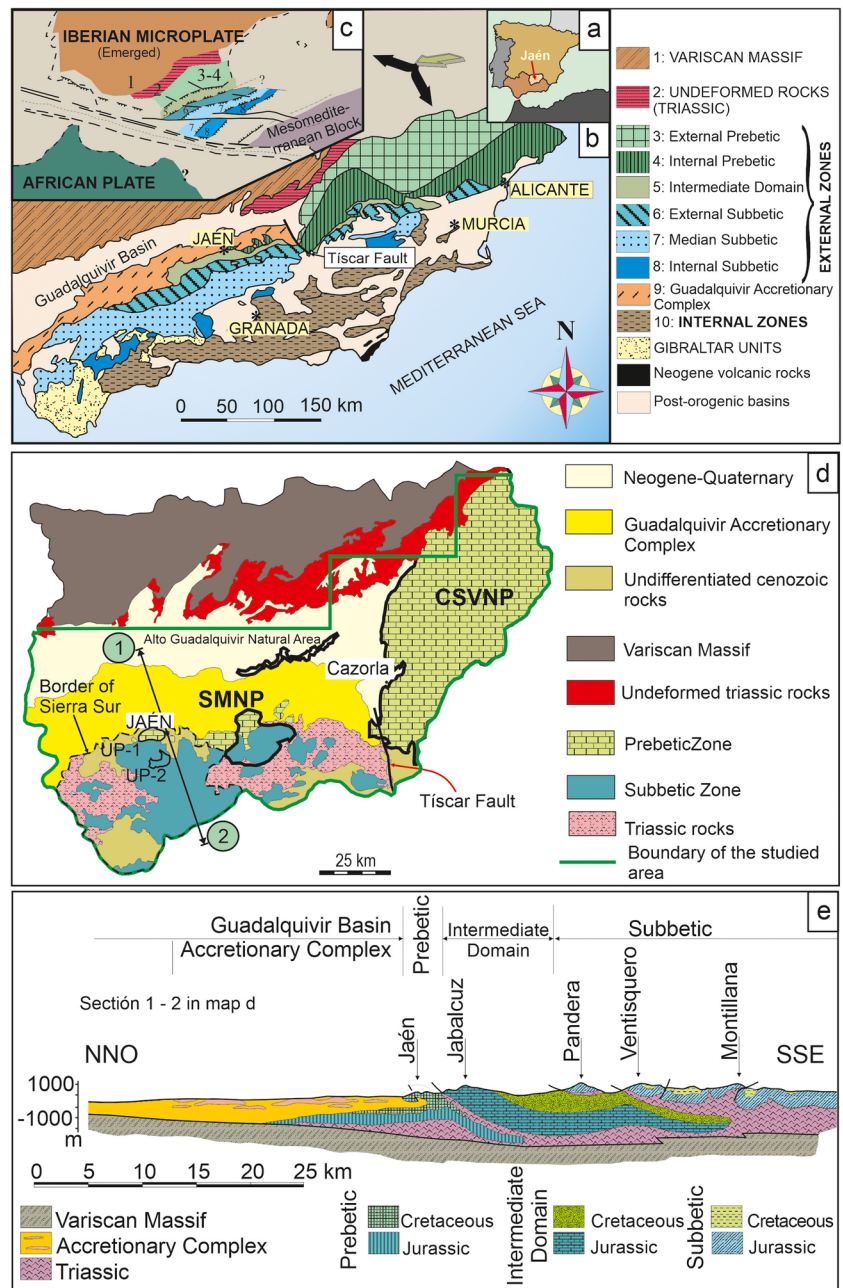 IBERIAN MICROPLATE
(Emerged)
c
1
2
3-4
?
6
7
8
7
8
Mesomedite-
rranean Block
AFRICAN PLATE
?
a
Jaén
b
ALICANTE
MURCIA
JAÉN
Guadalquivir Basin
Tíscar Fault
GRANADA
MEDITERRANEAN SEA
N
0 50 100 150 km
1: VARISCAN MASSIF
2: UNDEFORMED ROCKS
(TRIASSIC)
3: External Prebetic
4: Internal Prebetic
5: Intermediate Domain
6: External Subbetic
7: Median Subbetic
8: Internal Subbetic
EXTERNAL ZONES
9: Guadalquivir Accretionary
Complex
10: INTERNAL ZONES
GIBRALTAR UNITS
Neogene volcanic rocks
Post-orogenic basins
d
CSVNP
Alto Guadalquivir Natural Area
1
Cazorla
SMNP
Border of
Sierra Sur
JAÉN
UP-1
UP-2
Tíscar Fault
2
25 km
Neogene-Quaternary
Guadalquivir Accretionary
Complex
Undifferentiated cenozoic
rocks
Variscan Massif
Undeformed triassic rocks
PrebeticZone
Subbetic Zone
Triassic rocks
Boundary of the studied
area
e
Guadalquivir Basin
Accretionary Complex
Prebetic
Intermediate
Domain
Subbetic
Sectión 1 - 2 in map d
Jaén
Jabalcuz
Pandera
Ventisquero
Montillana
NNO
SSE
1000
-1000
m
0 5 10 15 20 25 km
Variscan Massif
Accretionary Complex
Triassic
Prebetic
Cretaceous
Jurassic
Intermediate
Domain
Cretaceous
Jurassic
Subbetic
Cretaceous
Jurassic